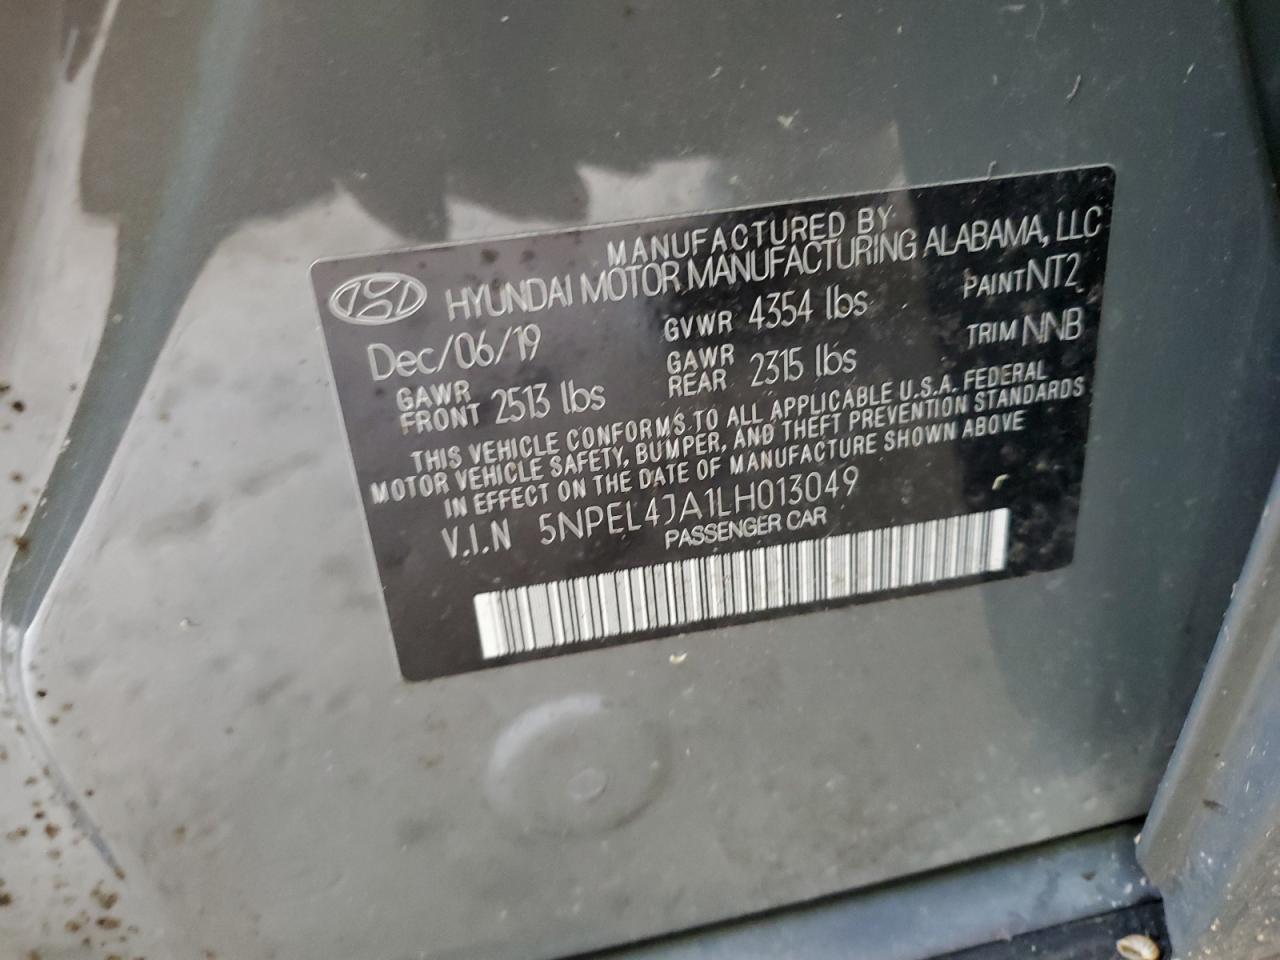 MANUFACTURED BY
HYUNDAI MOTOR MANUFACTURING ALABAMA, LLC
Dec/06/19 GVWR 4354 lbs PAINT NT2
GAWR FRONT 2513 lbs GAWR REAR 2315 lbs TRIM NNB
THIS VEHICLE CONFORMS TO ALL APPLICABLE U.S.A. FEDERAL
MOTOR VEHICLE SAFETY, BUMPER, AND THEFT PREVENTION STANDARDS
IN EFFECT ON THE DATE OF MANUFACTURE SHOWN ABOVE
V.I.N 5NPEL4JA1LH013049
PASSENGER CAR